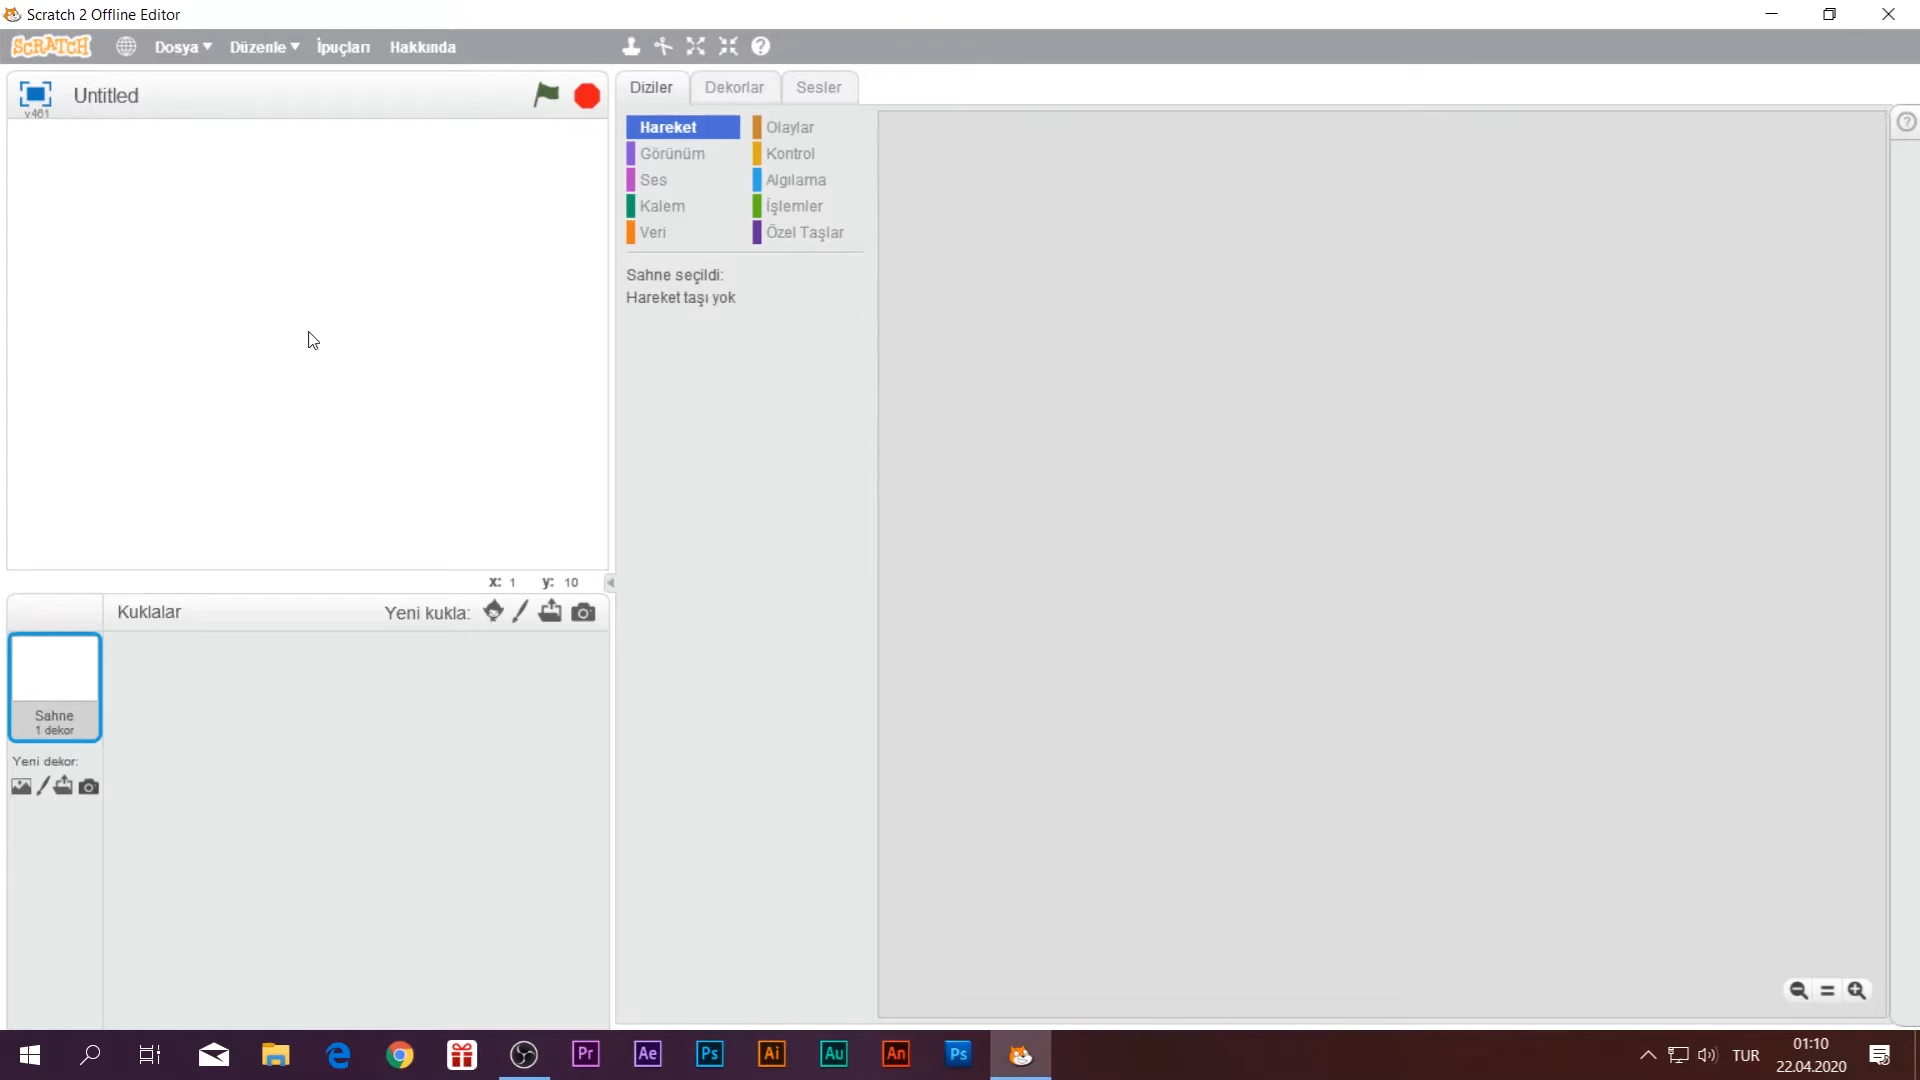 Scratch 2 Offline Editor
SCRATCH Dosya Düzenle İpuçları Hakkında
v461 Untitled
Diziler Dekorlar Sesler
Hareket Olaylar
Görünüm Kontrol
Ses Algılama
Kalem İşlemler
Veri Özel Taşlar
Sahne seçildi:
Hareket taşı yok
x: 1 y: 10
Kuklalar Yeni kukla:
Sahne
1 dekor
Yeni dekor:
Pr Ae Ps Ai Au An Ps
TUR
01:10
22.04.2020